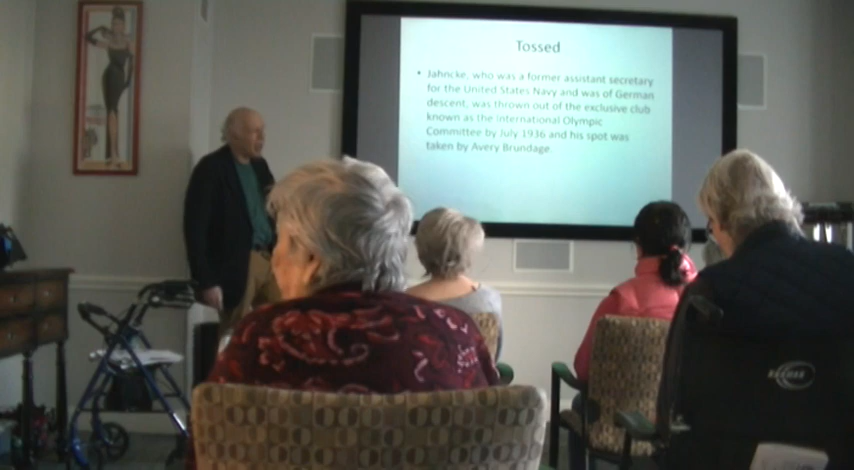 Tossed
• Jahncke, who was a former assistant secretary
for the United States Navy and was of German
descent, was thrown out of the exclusive club
known as the International Olympic
Committee by July 1936 and his spot was
taken by Avery Brundage.